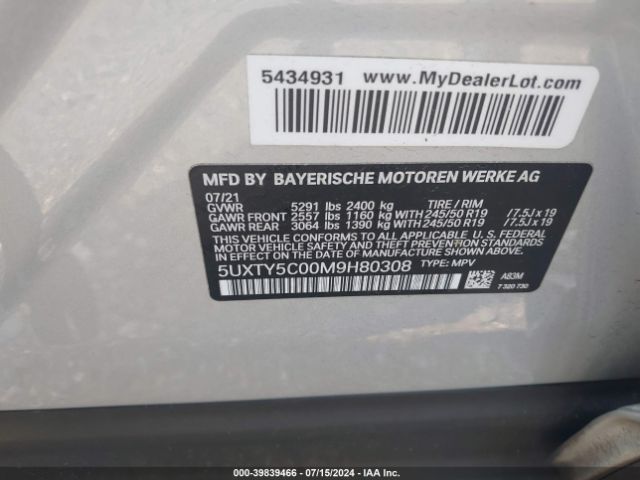 5434931 www.MyDealerLot.com
MFD BY BAYERISCHE MOTOREN WERKE AG
07/21
GVWR 5291 lbs 2400 kg TIRE / RIM
GAWR FRONT 2557 lbs 1160 kg WITH 245/50 R19 /7.5J x 19
GAWR REAR 3064 lbs 1390 kg WITH 245/50 R19 /7.5J x 19
THIS VEHICLE CONFORMS TO ALL APPLICABLE U. S. FEDERAL
MOTOR VEHICLE SAFETY STANDARDS IN EFFECT ON THE
DATE OF MANUFACTURE SHOWN ABOVE.
5UXTY5C00M9H80308 TYPE: MPV
A83M
7 320 730
000-39839466 - 07/15/2024 - IAA Inc.